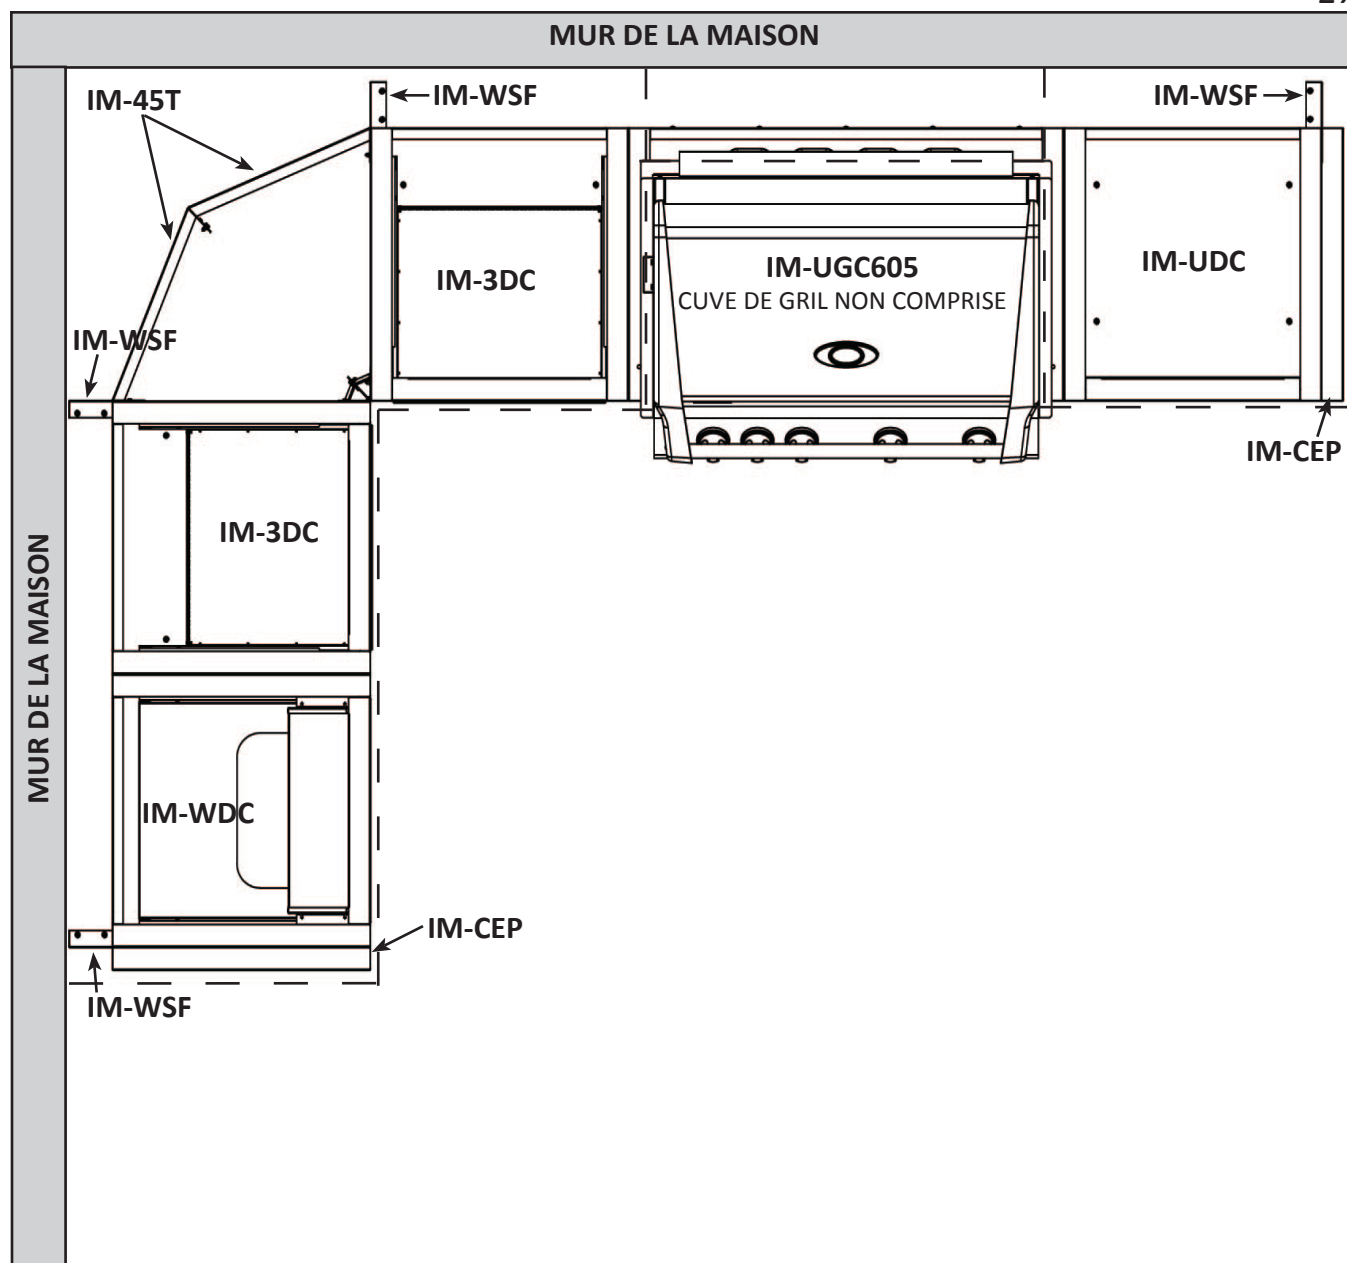 MUR DE LA MAISON
IM-45T
IM-WSF
IM-WSF
IM-3DC
IM-UGC605
CUVE DE GRIL NON COMPRISE
IM-UDC
IM-WSF
IM-CEP
IM-3DC
MUR DE LA MAISON
IM-WDC
IM-CEP
IM-WSF